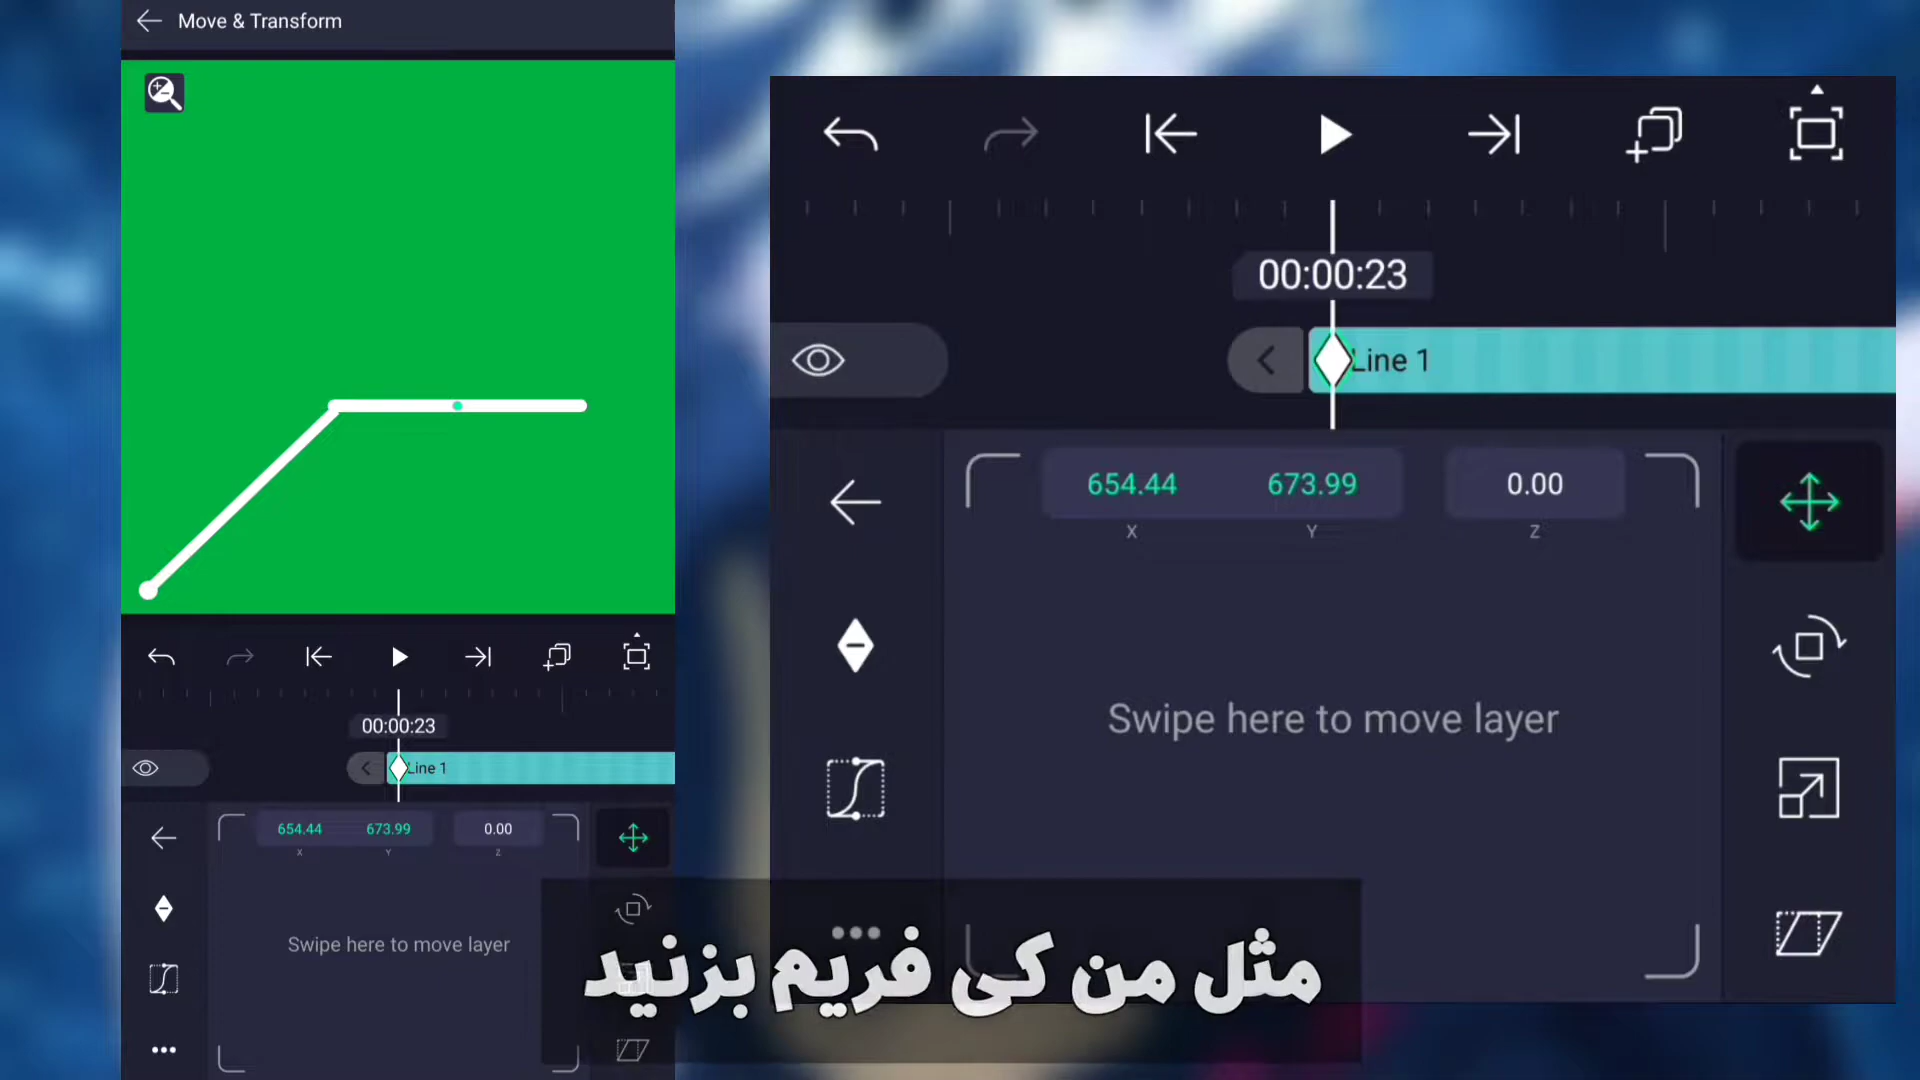 Move & Transform
00:00:23
Line 1
654.44 673.99 0.00
X Y Z
Swipe here to move layer
00:00:23
Line 1
654.44 673.99 0.00
X Y Z
Swipe here to move layer
مثل من کی فریم بزنید